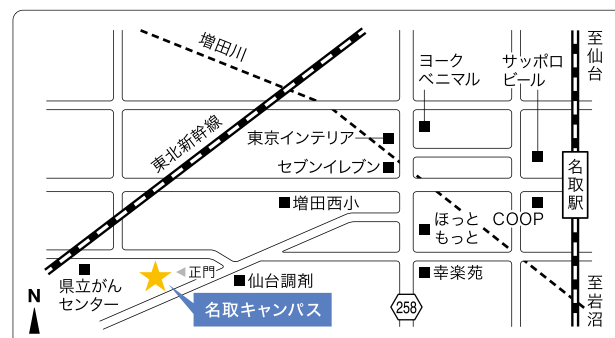 至仙台
増田川
ヨーク
ベニマル
サッポロ
ビール
東北新幹線
東京インテリア
セブンイレブン
名取駅
増田西小
ほっと
もっと
COOP
県立がん
センター
正門
仙台調剤
幸楽苑
至岩沼
N
名取キャンパス
258